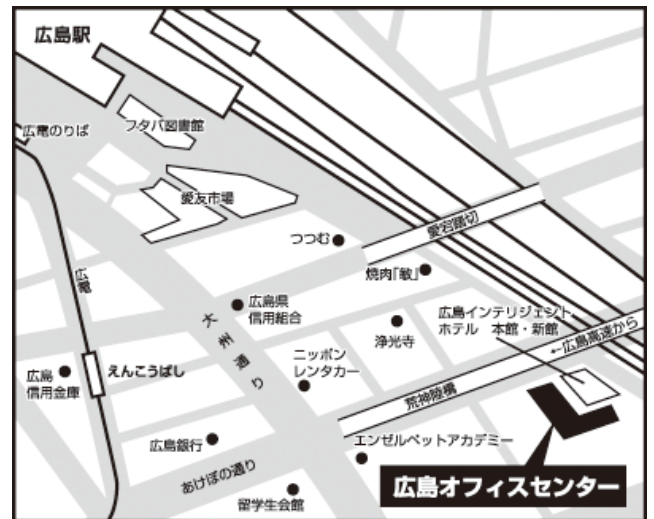 広島駅
広電のりば
フタバ図書館
愛友市場
つつむ
愛宕踏切
焼肉「敏」
広電
広島県
信用組合
大州通り
浄光寺
広島インテリジェント
ホテル 本館・新館
←広島高速から
ニッポン
レンタカー
広島
信用金庫
えんこうばし
荒神陸橋
広島銀行
エンゼルペットアカデミー
あけぼの通り
留学生会館
広島オフィスセンター